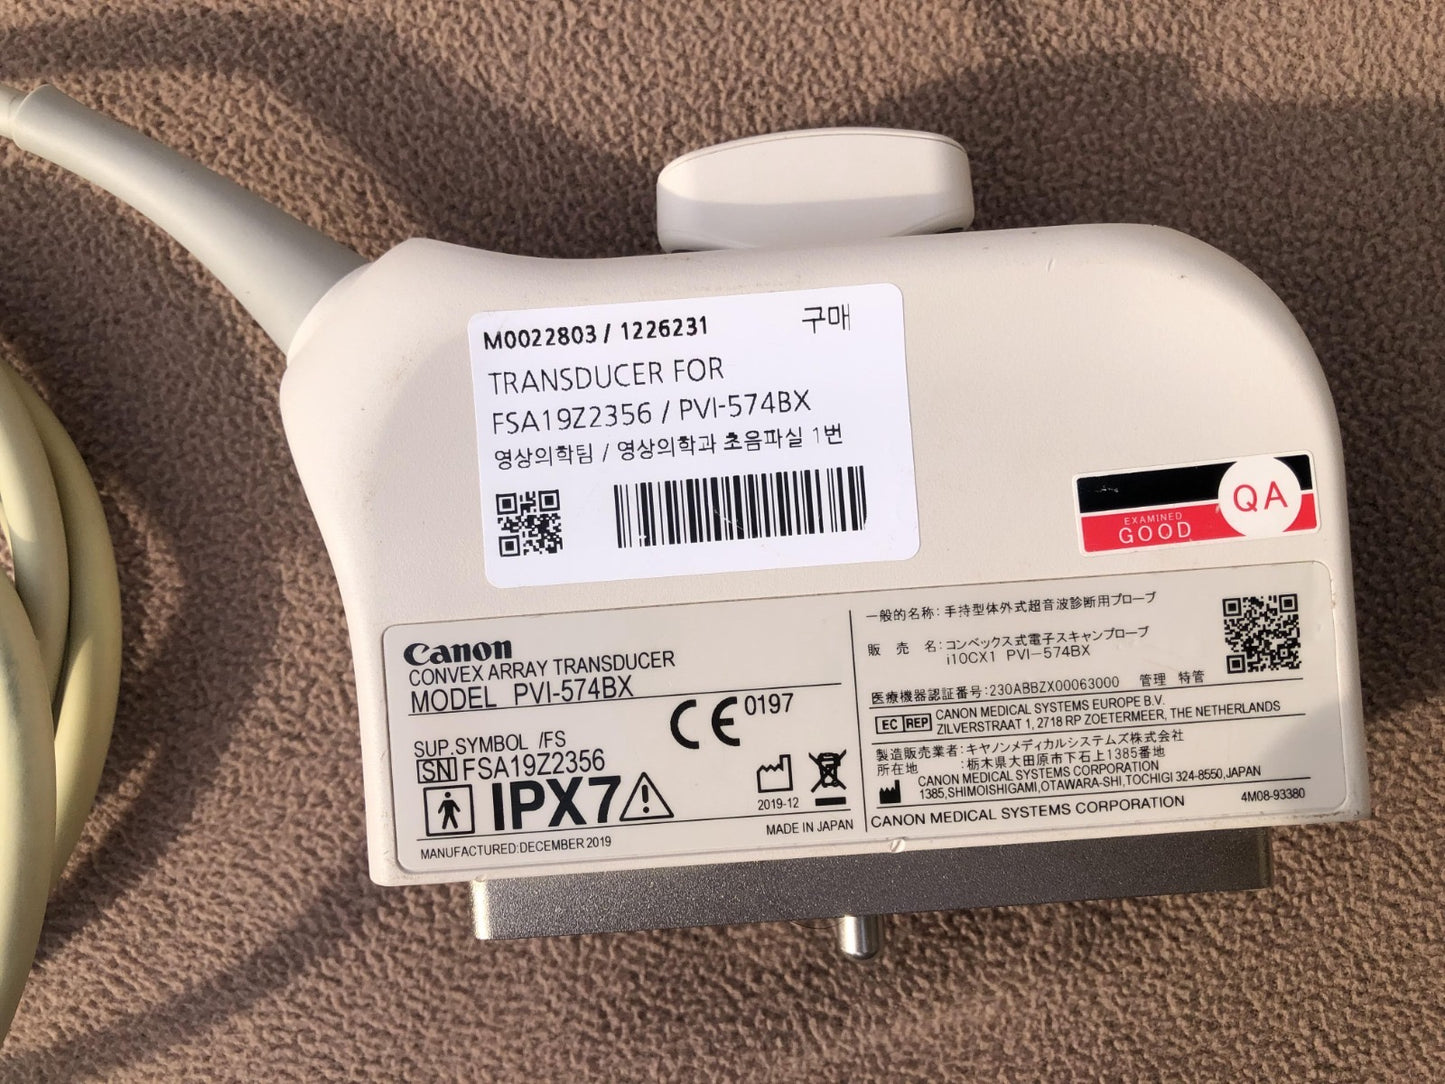 M0022803 / 1226231 구매
TRANSDUCER FOR
FSA19Z2356 / PVI-574BX
영상의학팀 / 영상의학과 초음파실 1번
EXAMINED
GOOD
QA
Canon
CONVEX ARRAY TRANSDUCER
MODEL PVI-574BX
CE 0197
SUP.SYMBOL /FS
SN FSA19Z2356
IPX7
2019-12
MANUFACTURED:DECEMBER 2019
MADE IN JAPAN
一般的名称: 手持型体外式超音波診断用プローブ
販 売 名: コンベックス式電子スキャンプローブ
i10CX1 PVI-574BX
医療機器認証番号:230ABBZX00063000 管理 特管
EC REP CANON MEDICAL SYSTEMS EUROPE B.V.
ZILVERSTRAAT 1, 2718 RP ZOETERMEER, THE NETHERLANDS
製造販売業者: キヤノンメディカルシステムズ株式会社
所在地 :栃木県大田原市下石上1385番地
CANON MEDICAL SYSTEMS CORPORATION
1385,SHIMOISHIGAMI,OTAWARA-SHI,TOCHIGI 324-8550,JAPAN
CANON MEDICAL SYSTEMS CORPORATION 4M08-93380